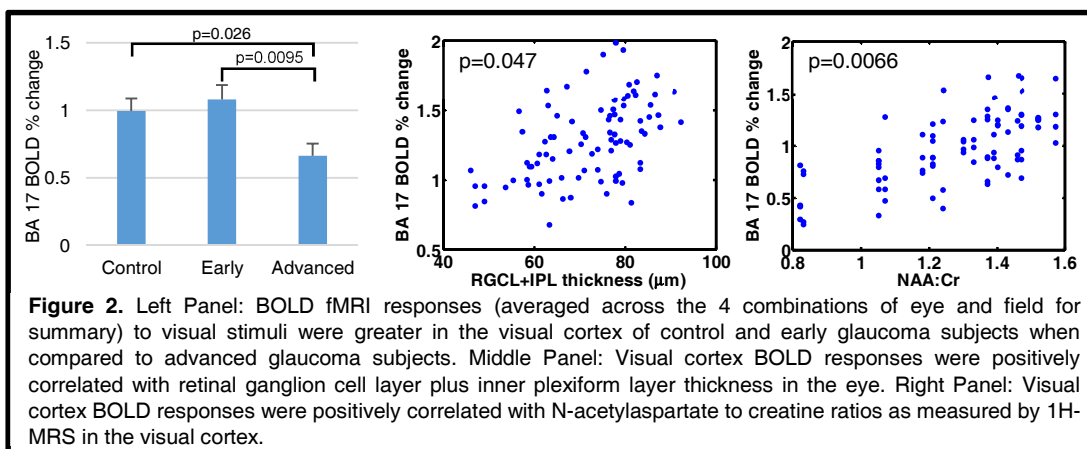 p=0.026
p=0.0095
1.5
1
0.5
0
BA 17 BOLD % change
Control Early Advanced
p=0.047
2
1.5
1
0.5
BA 17 BOLD % change
40 60 80 100
RGCL+IPL thickness (μm)
p=0.0066
2
1.5
1
0.5
0
BA 17 BOLD % change
0.8 1 1.2 1.4 1.6
NAA:Cr
Figure 2. Left Panel: BOLD fMRI responses (averaged across the 4 combinations of eye and field for
summary) to visual stimuli were greater in the visual cortex of control and early glaucoma subjects when
compared to advanced glaucoma subjects. Middle Panel: Visual cortex BOLD responses were positively
correlated with retinal ganglion cell layer plus inner plexiform layer thickness in the eye. Right Panel: Visual
cortex BOLD responses were positively correlated with N-acetylaspartate to creatine ratios as measured by 1H-
MRS in the visual cortex.